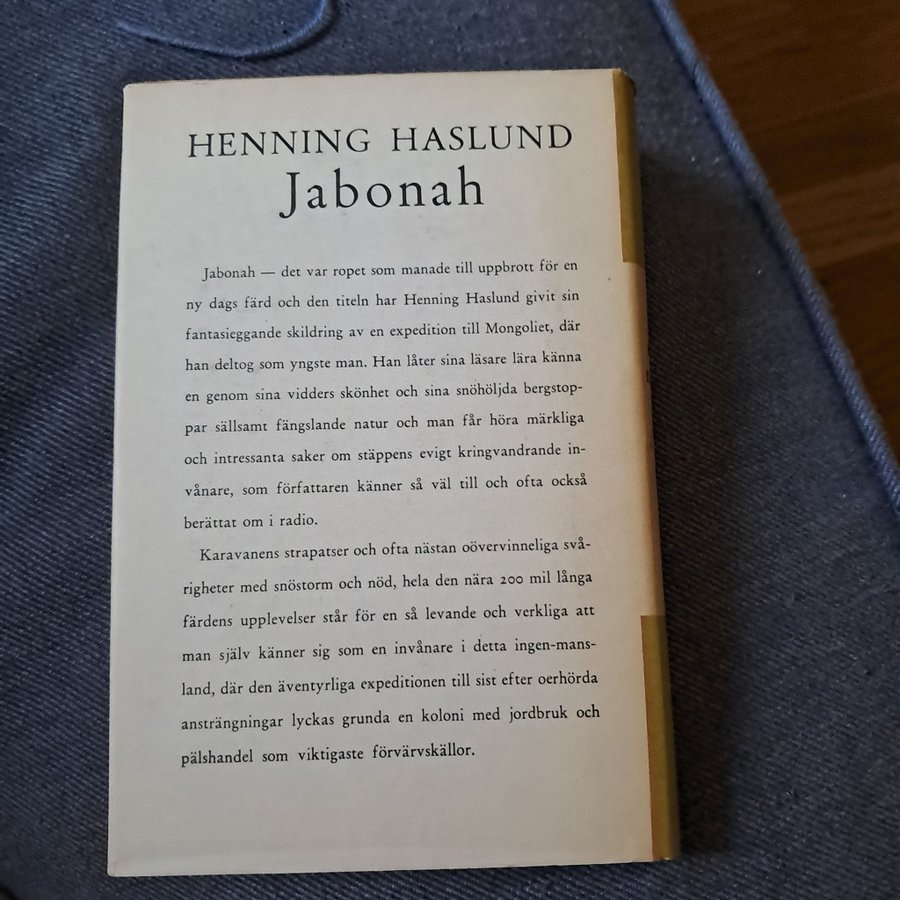 HENNING HASLUND
Jabonah
Jabonah — det var ropet som manade till uppbrott för en
ny dags färd och den titeln har Henning Haslund givit sin
fantasieggande skildring av en expedition till Mongoliet, där
han deltog som yngste man. Han låter sina läsare lära känna
en genom sina vidders skönhet och sina snöhöljda bergstop-
par sällsamt fängslande natur och man får höra märkliga
och intressanta saker om stäppens evigt kringvandrande in-
vånare, som författaren känner så väl till och ofta också
berättat om i radio.
Karavanens strapatser och ofta nästan oövervinneliga svå-
righeter med snöstorm och nöd, hela den nära 200 mil långa
färdens upplevelser står för en så levande och verkliga att
man själv känner sig som en invånare i detta ingen-mans-
land, där den äventyrliga expeditionen till sist efter oerhörda
ansträngningar lyckas grunda en koloni med jordbruk och
pälshandel som viktigaste förvärvskällor.